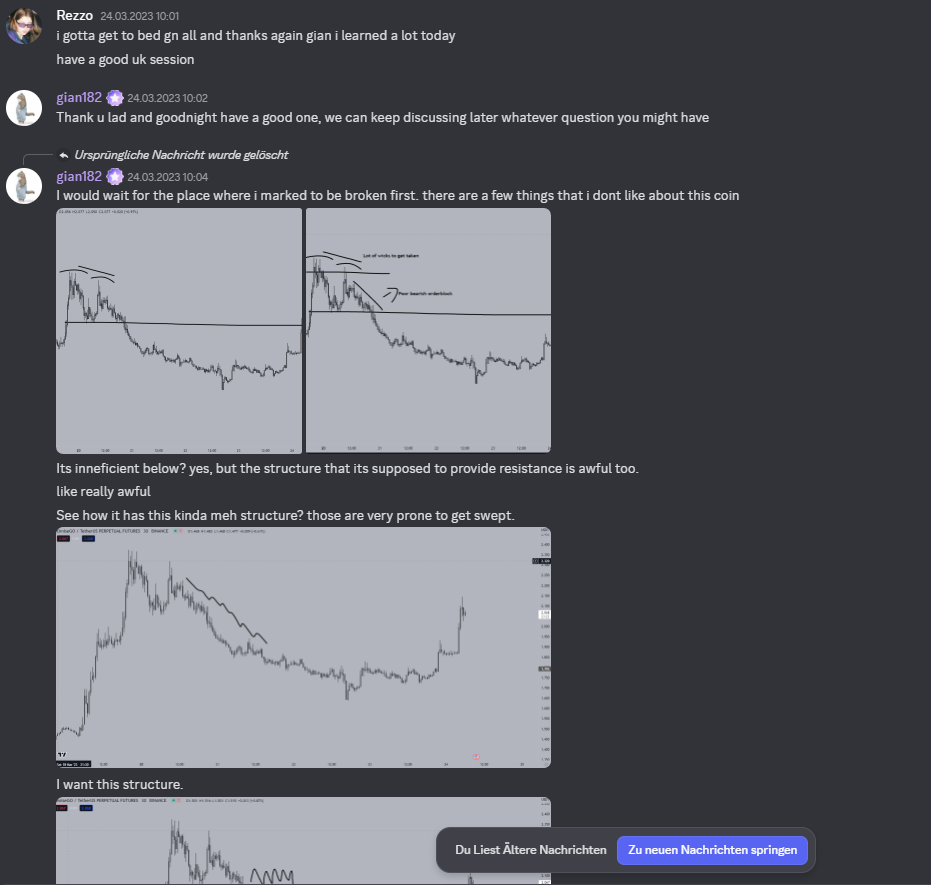 Rezzo 24.03.2023 10:01
i gotta get to bed gn all and thanks again gian i learned a lot today
have a good uk session
gian182 24.03.2023 10:02
Thank u lad and goodnight have a good one, we can keep discussing later whatever question you might have
Ursprüngliche Nachricht wurde gelöscht
gian182 24.03.2023 10:04
I would wait for the place where i marked to be broken first. there are a few things that i dont like about this coin
Lot of wicks to get taken
Poor bearish orderblock
Its inneficient below? yes, but the structure that its supposed to provide resistance is awful too.
like really awful
See how it has this kinda meh structure? those are very prone to get swept.
PERPETUAL FUTURES
BINANCE
I want this structure.
PERPETUAL FUTURES
BINANCE
Du Liest Ältere Nachrichten
Zu neuen Nachrichten springen